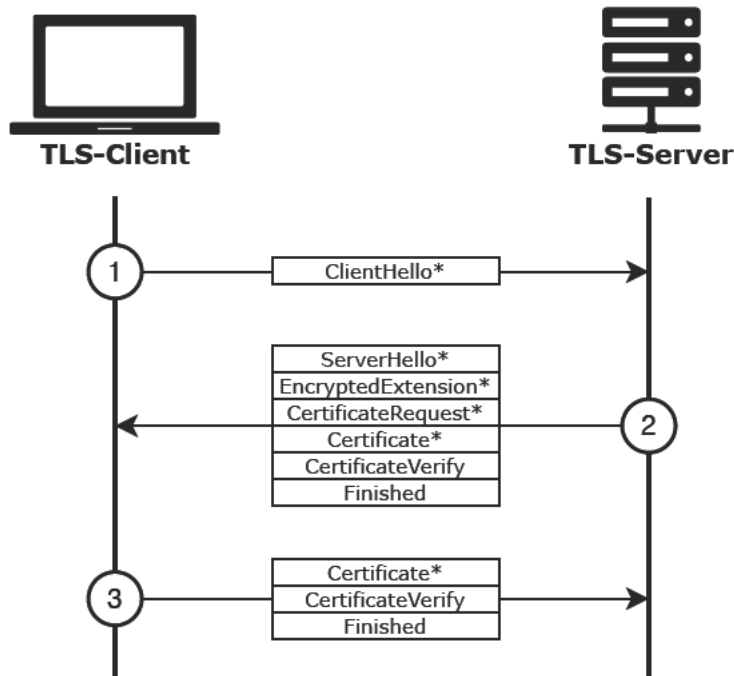 TLS-Client
TLS-Server
1
ClientHello*
ServerHello*
EncryptedExtension*
CertificateRequest*
Certificate*
CertificateVerify
Finished
2
3
Certificate*
CertificateVerify
Finished